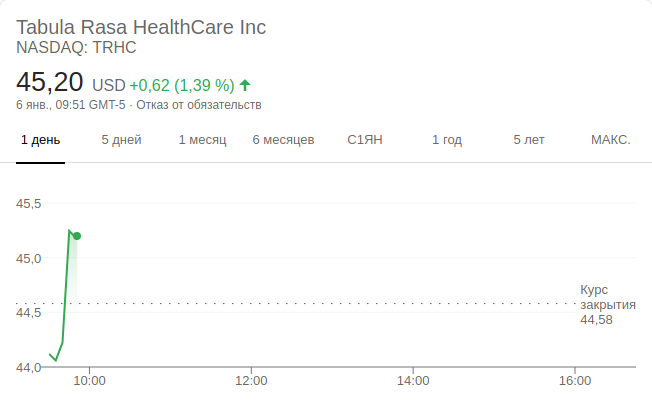 Tabula Rasa HealthCare Inc
NASDAQ: TRHC
45,20 USD +0,62 (1,39 %)
6 янв., 09:51 GMT-5 · Отказ от обязательств
1 день 5 дней 1 месяц 6 месяцев С1ЯН 1 год 5 лет МАКС.
45,5
45,0
Курс
закрытия
44,58
44,5
44,0
10:00 12:00 14:00 16:00